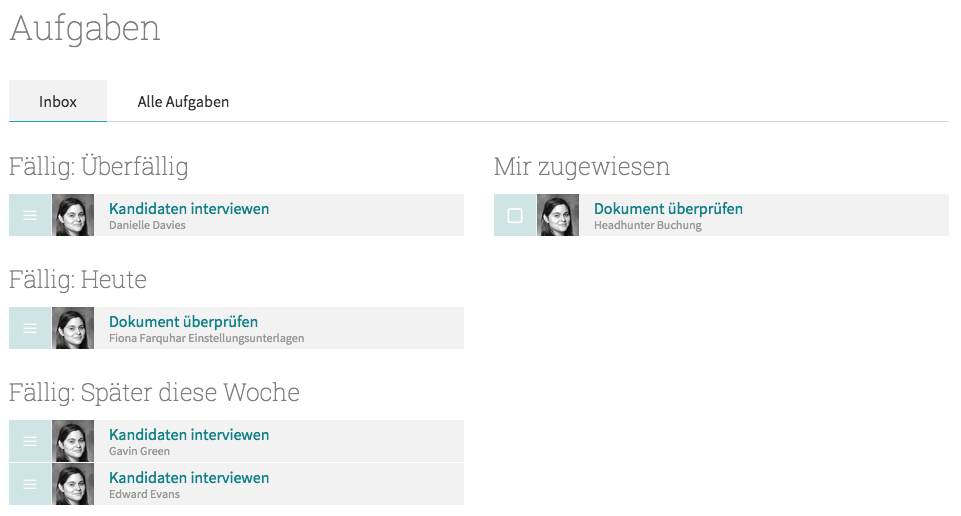 Aufgaben
Inbox
Alle Aufgaben
Fällig: Überfällig
Kandidaten interviewen
Danielle Davies
Fällig: Heute
Dokument überprüfen
Fiona Farquhar Einstellungsunterlagen
Fällig: Später diese Woche
Kandidaten interviewen
Gavin Green
Kandidaten interviewen
Edward Evans
Mir zugewiesen
Dokument überprüfen
Headhunter Buchung